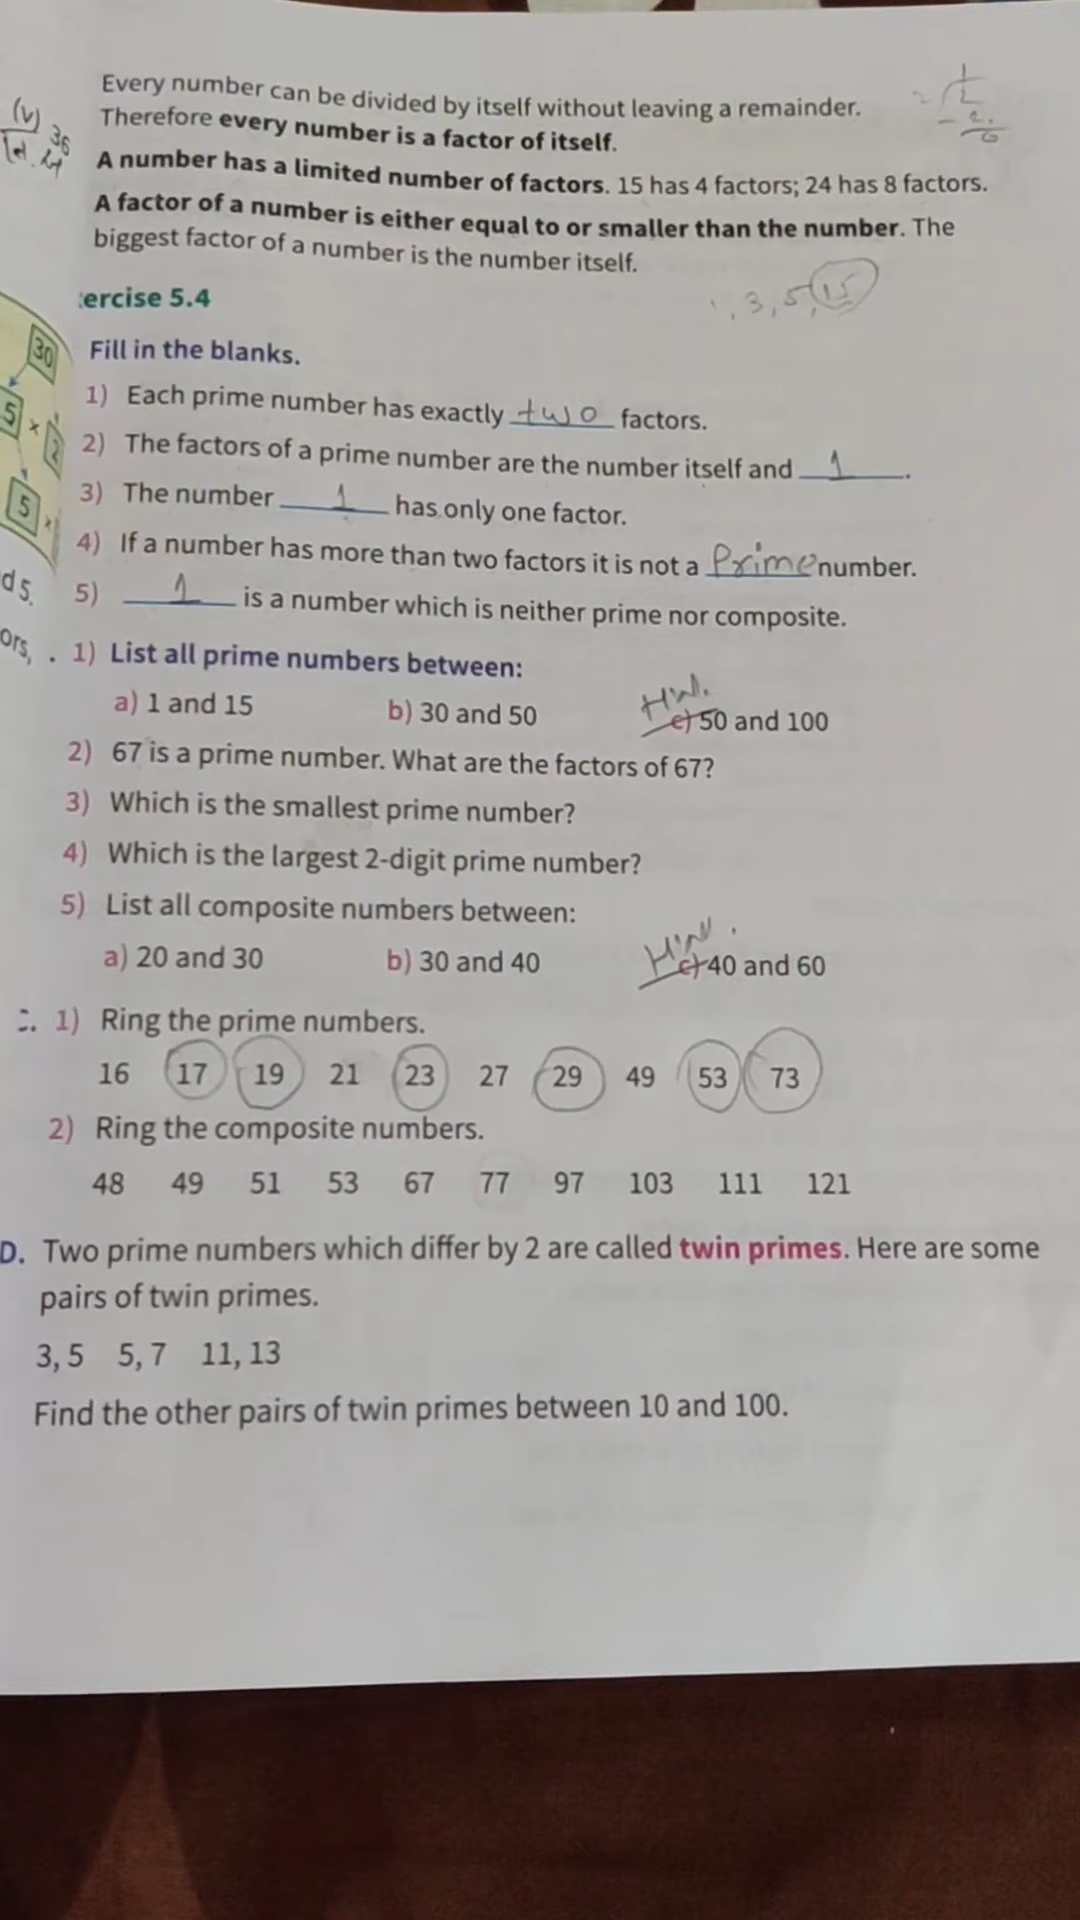 Every number can be divided by itself without leaving a remainder.
Therefore every number is a factor of itself.
A number has a limited number of factors. 15 has 4 factors; 24 has 8 factors.
A factor of a number is either equal to or smaller than the number. The
biggest factor of a number is the number itself.
(v)
36
, 3, 5, 15
ercise 5.4
30
Fill in the blanks.
1) Each prime number has exactly two factors.
5 × 2
2) The factors of a prime number are the number itself and 1.
3) The number 1 has only one factor.
5 ×
4) If a number has more than two factors it is not a Prime number.
d 5.
5) 1 is a number which is neither prime nor composite.
ors,
. 1) List all prime numbers between:
a) 1 and 15 b) 30 and 50 H.W. c) 50 and 100
2) 67 is a prime number. What are the factors of 67?
3) Which is the smallest prime number?
4) Which is the largest 2-digit prime number?
5) List all composite numbers between:
a) 20 and 30 b) 30 and 40 H.W. c) 40 and 60
C. 1) Ring the prime numbers.
16 17 19 21 23 27 29 49 53 73
2) Ring the composite numbers.
48 49 51 53 67 77 97 103 111 121
D. Two prime numbers which differ by 2 are called twin primes. Here are some
pairs of twin primes.
3, 5 5, 7 11, 13
Find the other pairs of twin primes between 10 and 100.